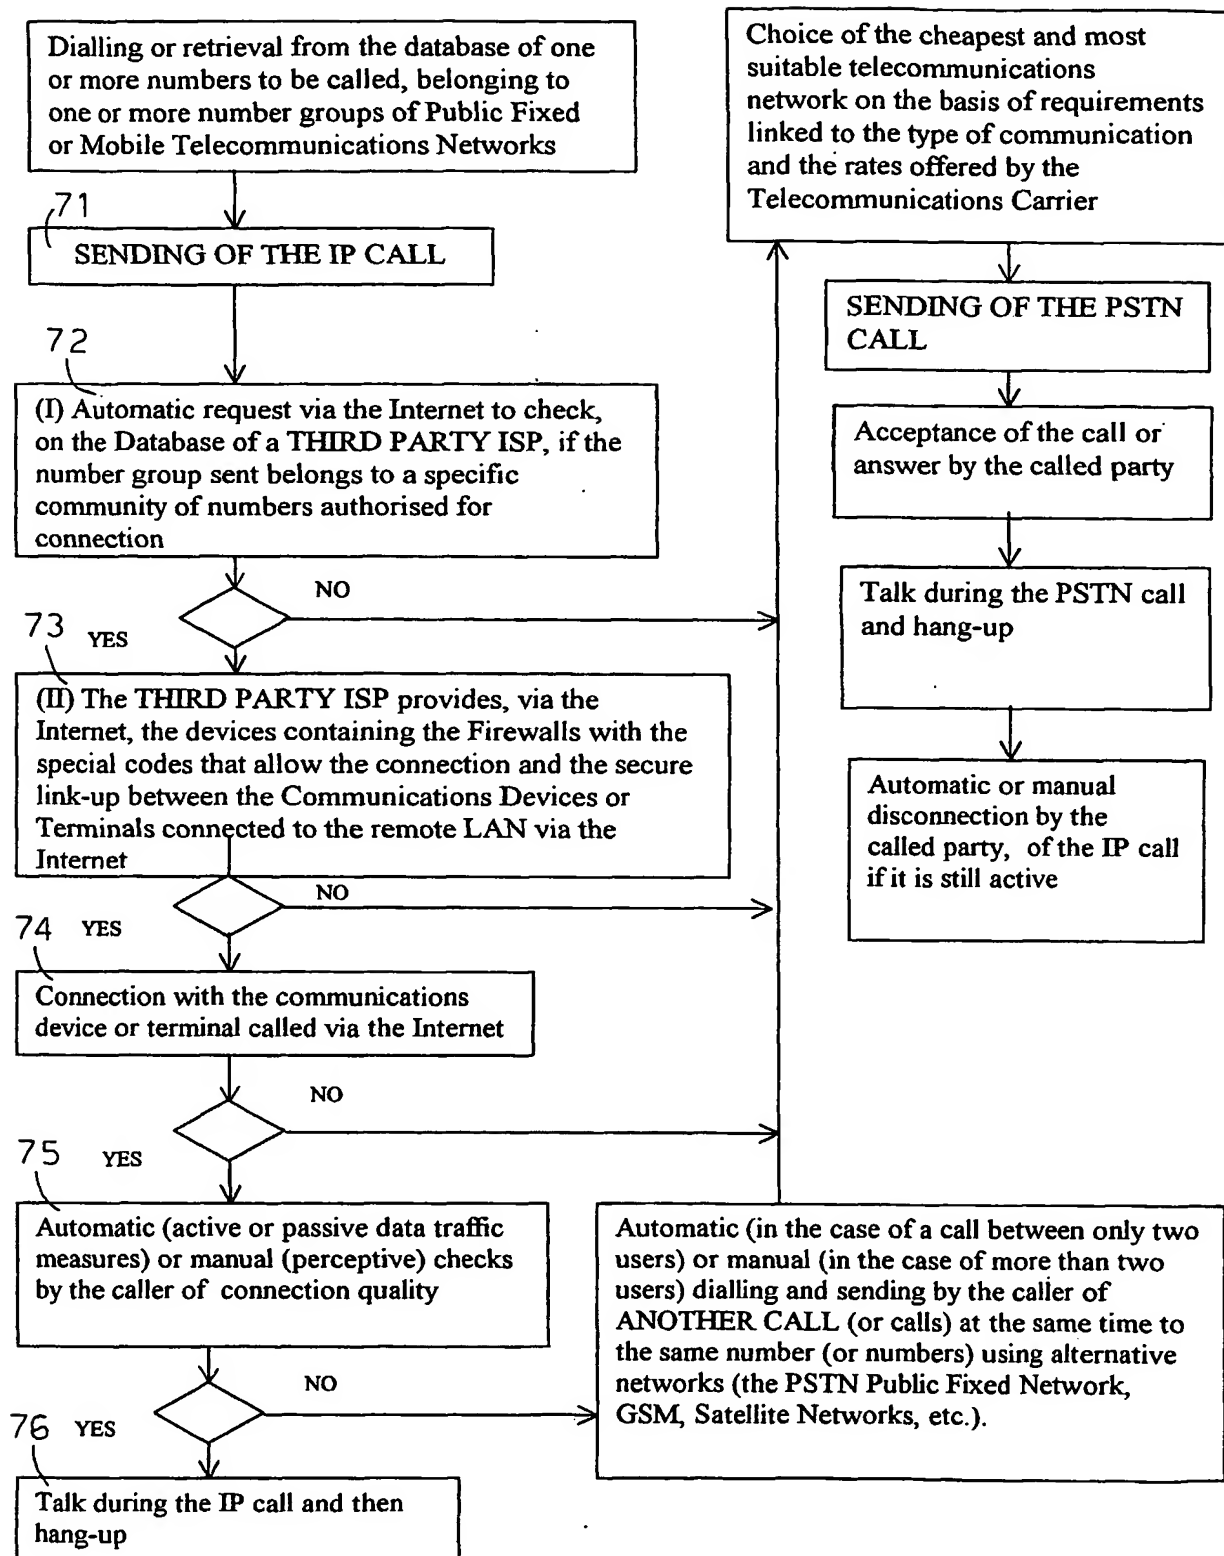 Dialling or retrieval from the database of one
or more numbers to be called, belonging to
one or more number groups of Public Fixed
or Mobile Telecommunications Networks
71
SENDING OF THE IP CALL
72
(I) Automatic request via the Internet to check,
on the Database of a THIRD PARTY ISP, if the
number group sent belongs to a specific
community of numbers authorised for
connection
NO
73
YES
(II) The THIRD PARTY ISP provides, via the
Internet, the devices containing the Firewalls with the
special codes that allow the connection and the secure
link-up between the Communications Devices or
Terminals connected to the remote LAN via the
Internet
NO
74
YES
Connection with the communications
device or terminal called via the Internet
NO
75
YES
Automatic (active or passive data traffic
measures) or manual (perceptive) checks
by the caller of connection quality
NO
76
YES
Talk during the IP call and then
hang-up
Automatic (in the case of a call between only two
users) or manual (in the case of more than two
users) dialling and sending by the caller of
ANOTHER CALL (or calls) at the same time to
the same number (or numbers) using alternative
networks (the PSTN Public Fixed Network,
GSM, Satellite Networks, etc.).
Choice of the cheapest and most
suitable telecommunications
network on the basis of requirements
linked to the type of communication
and the rates offered by the
Telecommunications Carrier
SENDING OF THE PSTN
CALL
Acceptance of the call or
answer by the called party
Talk during the PSTN call
and hang-up
Automatic or manual
disconnection by the
called party, of the IP call
if it is still active